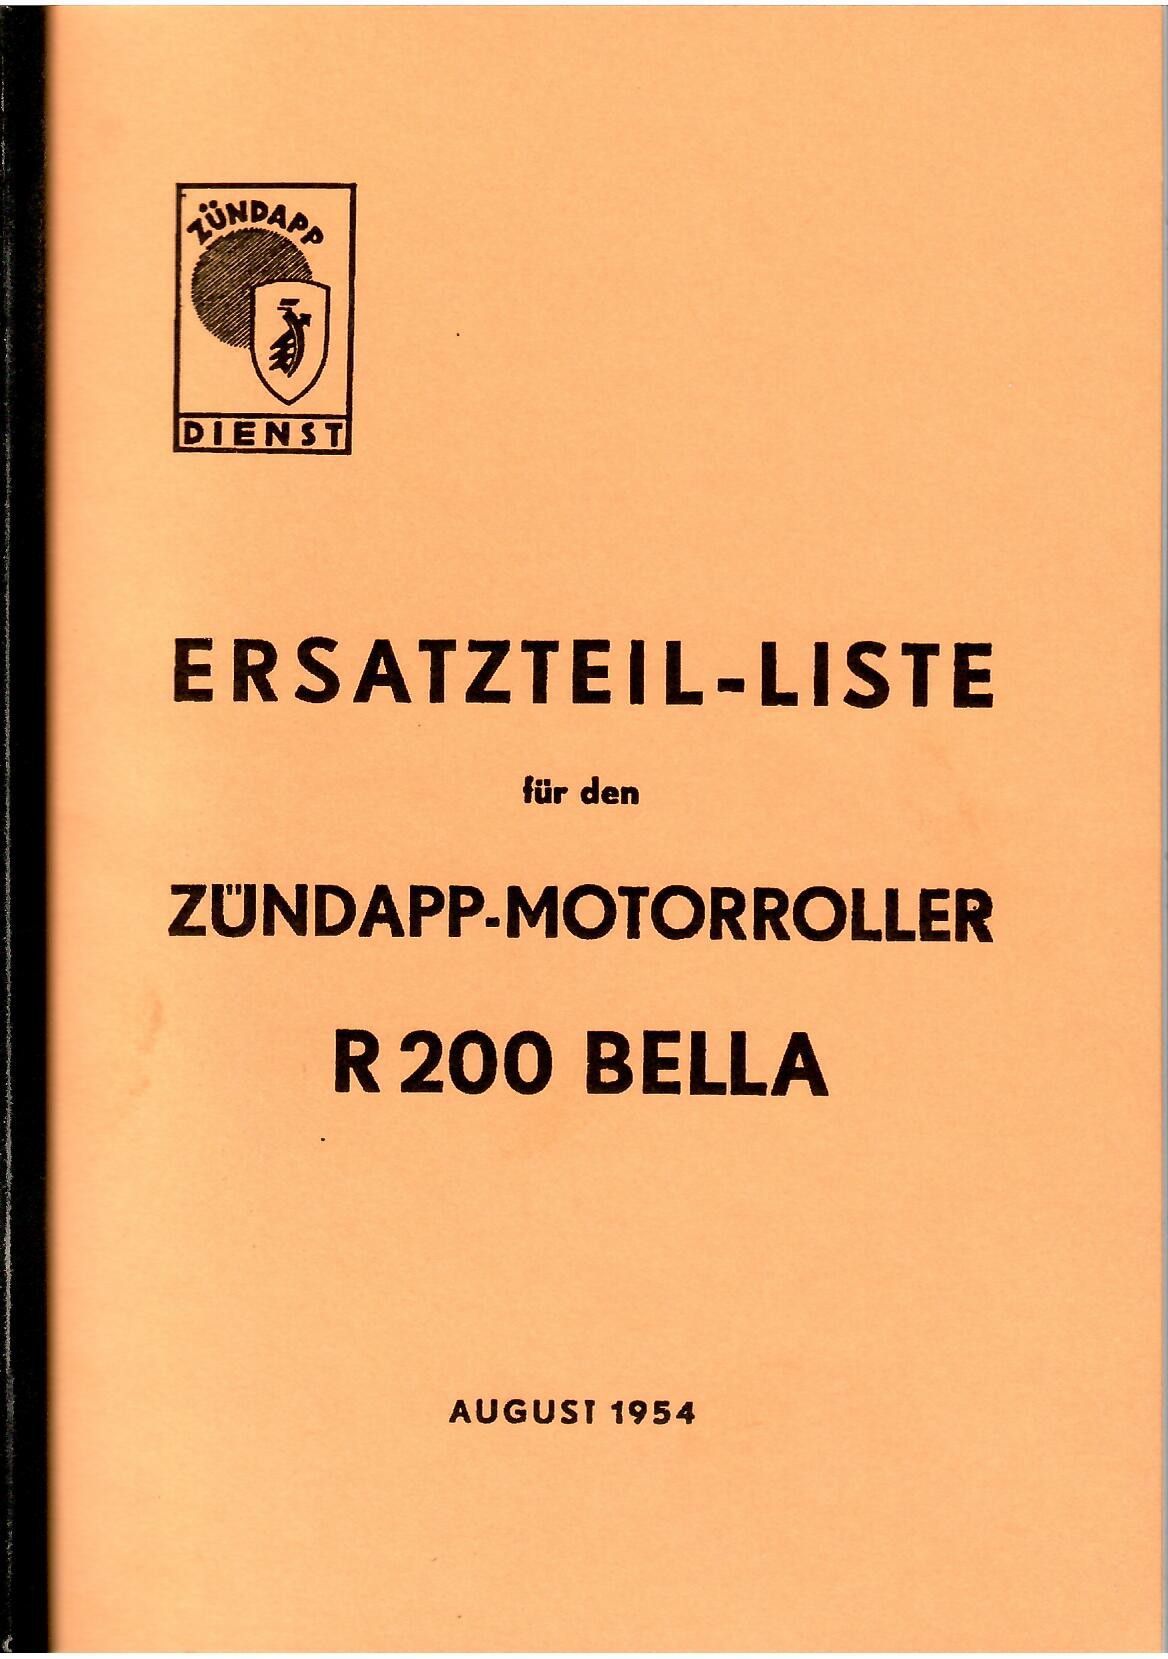 ZÜNDAPP
DIENST
ERSATZTEIL-LISTE
für den
ZÜNDAPP-MOTORROLLER
R 200 BELLA
AUGUST 1954